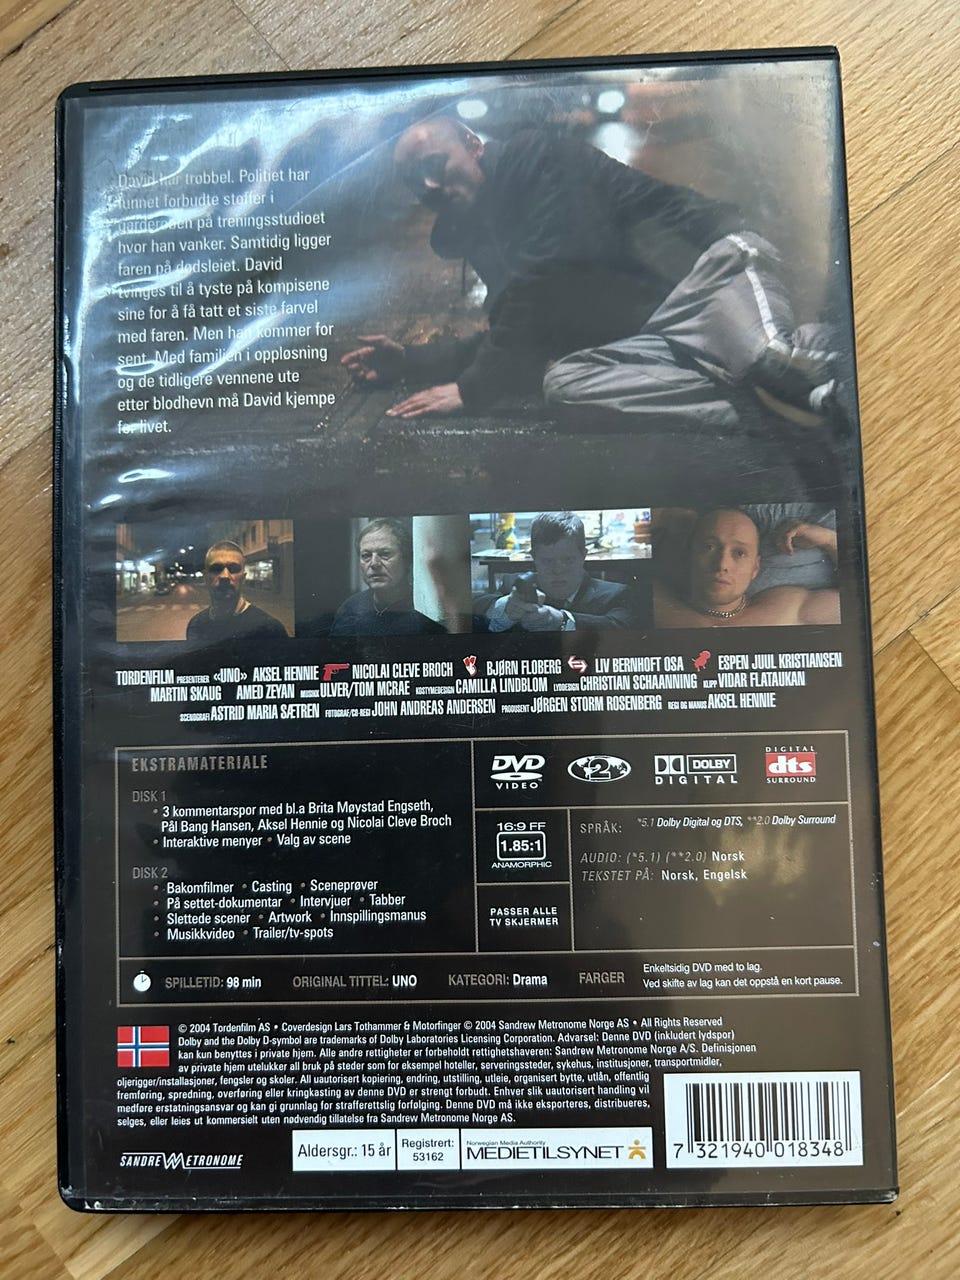 David har trøbbel. Politiet har
funnet forbudte stoffer i
garderoben på treningsstudioet
hvor han vanker. Samtidig ligger
faren på dødsleiet. David
tvinges til å tyste på kompisene
sine for å få tatt et siste farvel
med faren. Men han kommer for
sent. Med familien i oppløsning
og de tidligere vennene ute
etter blodhevn må David kjempe
for livet.
TORDENFILM PRESENTERER «UNO» AKSEL HENNIE NICOLAI CLEVE BROCH BJØRN FLOBERG LIV BERNHOFT OSA ESPEN JUUL KRISTIANSEN
MARTIN SKAUG AMED ZEYAN MUSIKK ULVER/TOM MCRAE KOSTYMEDESIGN CAMILLA LINDBLOM LYDDESIGN CHRISTIAN SCHAANNING KLIPP VIDAR FLATAUKAN
SCENOGRAFI ASTRID MARIA SÆTREN FOTOGRAF/CO-REGI JOHN ANDREAS ANDERSEN PRODUSENT JØRGEN STORM ROSENBERG REGI OG MANUS AKSEL HENNIE
EKSTRAMATERIALE
DISK 1
• 3 kommentarspor med bl.a Brita Møystad Engseth,
Pål Bang Hansen, Aksel Hennie og Nicolai Cleve Broch
• Interaktive menyer • Valg av scene
DISK 2
• Bakomfilmer • Casting • Sceneprøver
• På settet-dokumentar • Intervjuer • Tabber
• Slettede scener • Artwork • Innspillingsmanus
• Musikkvideo • Trailer/tv-spots
DVD
VIDEO™
2
DOLBY
DIGITAL
DIGITAL
dts
SURROUND
16:9 FF
1.85:1
ANAMORPHIC
PASSER ALLE
TV SKJERMER
SPRÅK: *5.1 Dolby Digital og DTS, **2.0 Dolby Surround
AUDIO: (*5.1) (**2.0) Norsk
TEKSTET PÅ: Norsk, Engelsk
SPILLETID: 98 min ORIGINAL TITTEL: UNO KATEGORI: Drama FARGER
Enkeltsidig DVD med to lag.
Ved skifte av lag kan det oppstå en kort pause.
© 2004 Tordenfilm AS • Coverdesign Lars Tothammer & Motorfinger © 2004 Sandrew Metronome Norge AS • All Rights Reserved
Dolby and the Dolby D-symbol are trademarks of Dolby Laboratories Licensing Corporation. Advarsel: Denne DVD (inkludert lydspor)
kan kun benyttes i private hjem. Alle andre rettigheter er forbeholdt rettighetshaveren: Sandrew Metronome Norge A/S. Definisjonen
av private hjem utelukker all bruk på steder som for eksempel hoteller, serveringssteder, sykehus, institusjoner, transportmidler,
oljerigger/installasjoner, fengsler og skoler. All uautorisert kopiering, endring, utstilling, utleie, organisert bytte, utlån, offentlig
fremføring, spredning, overføring eller kringkasting av denne DVD er strengt forbudt. Enhver slik uautorisert handling vil
medføre erstatningsansvar og kan gi grunnlag for strafferettslig forfølging. Denne DVD må ikke eksporteres, distribueres,
selges, eller leies ut kommersielt uten nødvendig tillatelse fra Sandrew Metronome Norge AS.
SANDREW METRONOME
Aldersgr.: 15 år
Registrert:
53162
Norwegian Media Authority
MEDIETILSYNET
7 321940 018348